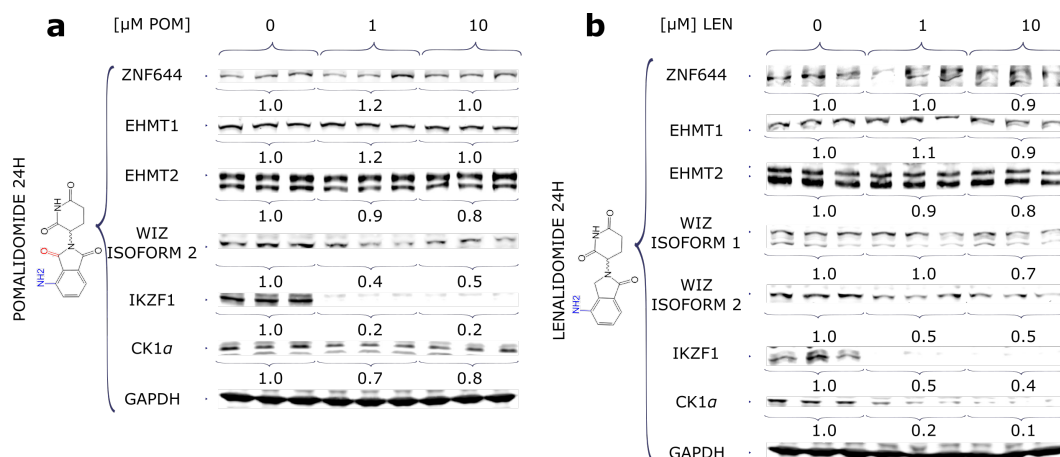 a
[µM POM] 0 1 10
POMALIDOMIDE 24H
O
NH
O
N
O
O
NH2
ZNF644
1.0 1.2 1.0
EHMT1
1.0 1.2 1.0
EHMT2
1.0 0.9 0.8
WIZ
ISOFORM 2
1.0 0.4 0.5
IKZF1
1.0 0.2 0.2
CK1a
1.0 0.7 0.8
GAPDH
b
[µM] LEN 0 1 10
LENALIDOMIDE 24H
O
NH
O
N
O
NH2
ZNF644
1.0 1.0 0.9
EHMT1
1.0 1.1 0.9
EHMT2
1.0 0.9 0.8
WIZ
ISOFORM 1
1.0 1.0 0.7
WIZ
ISOFORM 2
1.0 0.5 0.5
IKZF1
1.0 0.5 0.4
CK1a
1.0 0.2 0.1
GAPDH